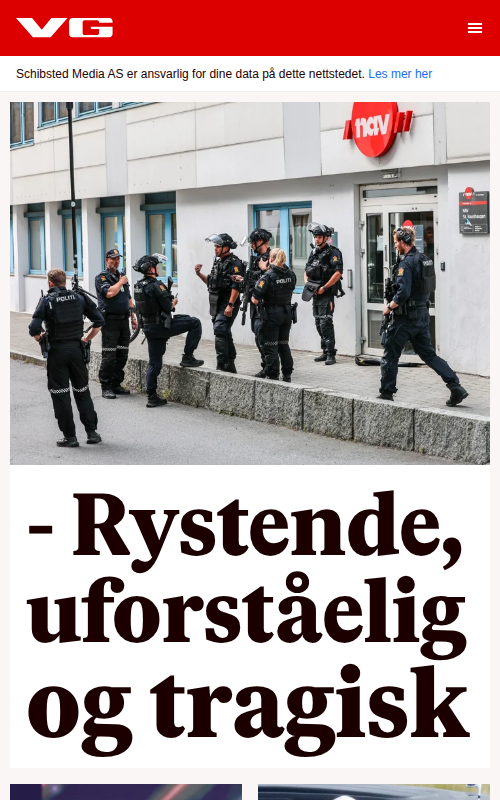 VG
Schibsted Media AS er ansvarlig for dine data på dette nettstedet. Les mer her
nav
POLITI
POLITI
- Rystende,
uforståelig
og tragisk